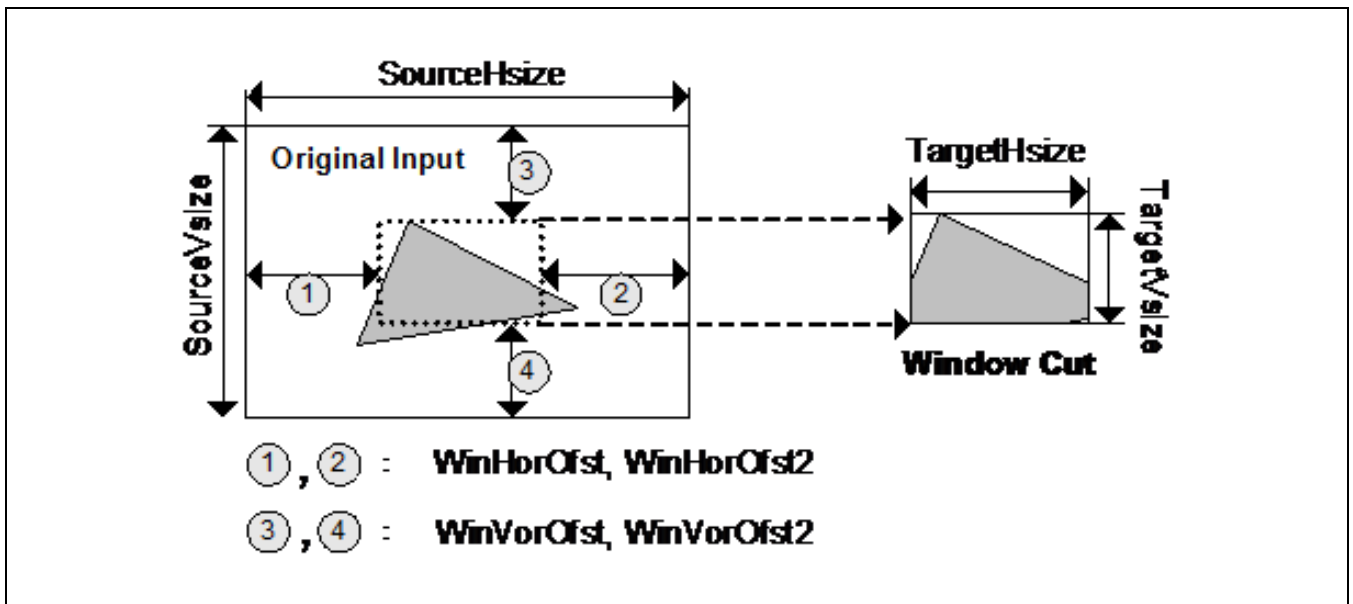 SourceHsize
Original Input
SourceVsize
3
1
2
4
TargetHsize
TargetVsize
Window Cut
1 , 2 : WinHorOfst, WinHorOfst2
3 , 4 : WinVorOfst, WinVorOfst2